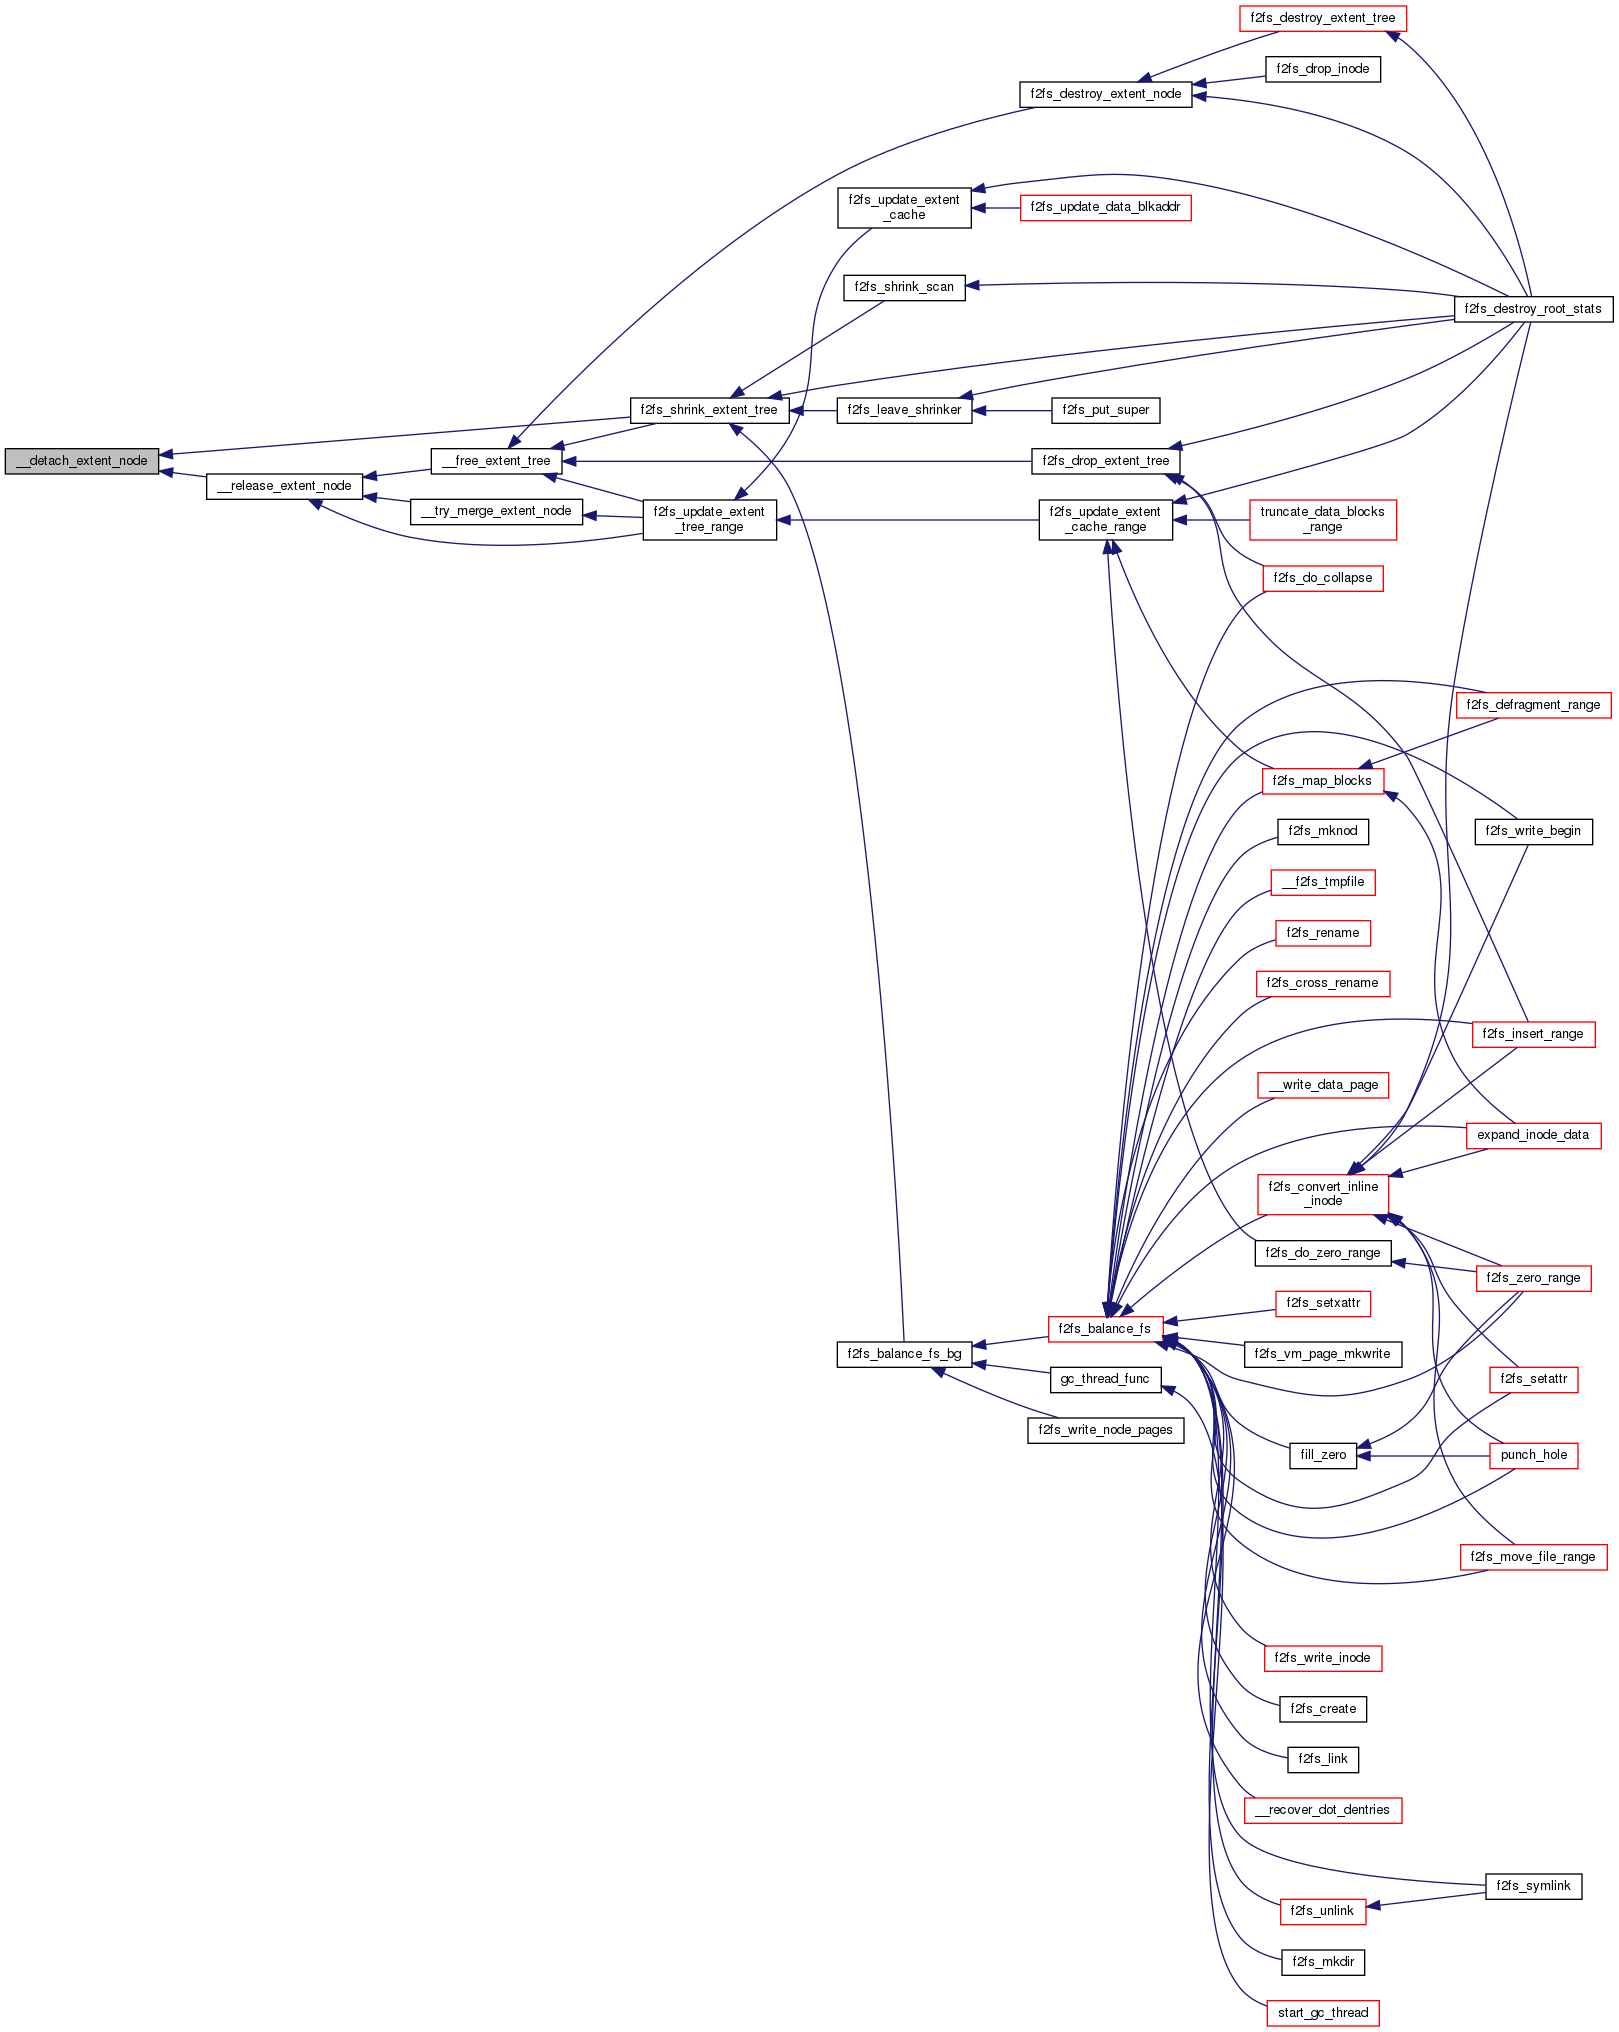 f2fs_destroy_extent_tree
f2fs_drop_inode
f2fs_destroy_extent_node
f2fs_update_extent
_cache
f2fs_update_data_blkaddr
f2fs_shrink_scan
f2fs_destroy_root_stats
f2fs_shrink_extent_tree
f2fs_leave_shrinker
f2fs_put_super
__detach_extent_node
__free_extent_tree
f2fs_drop_extent_tree
__release_extent_node
__try_merge_extent_node
f2fs_update_extent
_tree_range
f2fs_update_extent
_cache_range
truncate_data_blocks
_range
f2fs_do_collapse
f2fs_defragment_range
f2fs_map_blocks
f2fs_mknod
f2fs_write_begin
__f2fs_tmpfile
f2fs_rename
f2fs_cross_rename
f2fs_insert_range
__write_data_page
expand_inode_data
f2fs_convert_inline
_inode
f2fs_do_zero_range
f2fs_zero_range
f2fs_setxattr
f2fs_balance_fs
f2fs_balance_fs_bg
f2fs_vm_page_mkwrite
gc_thread_func
f2fs_setattr
f2fs_write_node_pages
fill_zero
punch_hole
f2fs_move_file_range
f2fs_write_inode
f2fs_create
f2fs_link
__recover_dot_dentries
f2fs_symlink
f2fs_unlink
f2fs_mkdir
start_gc_thread